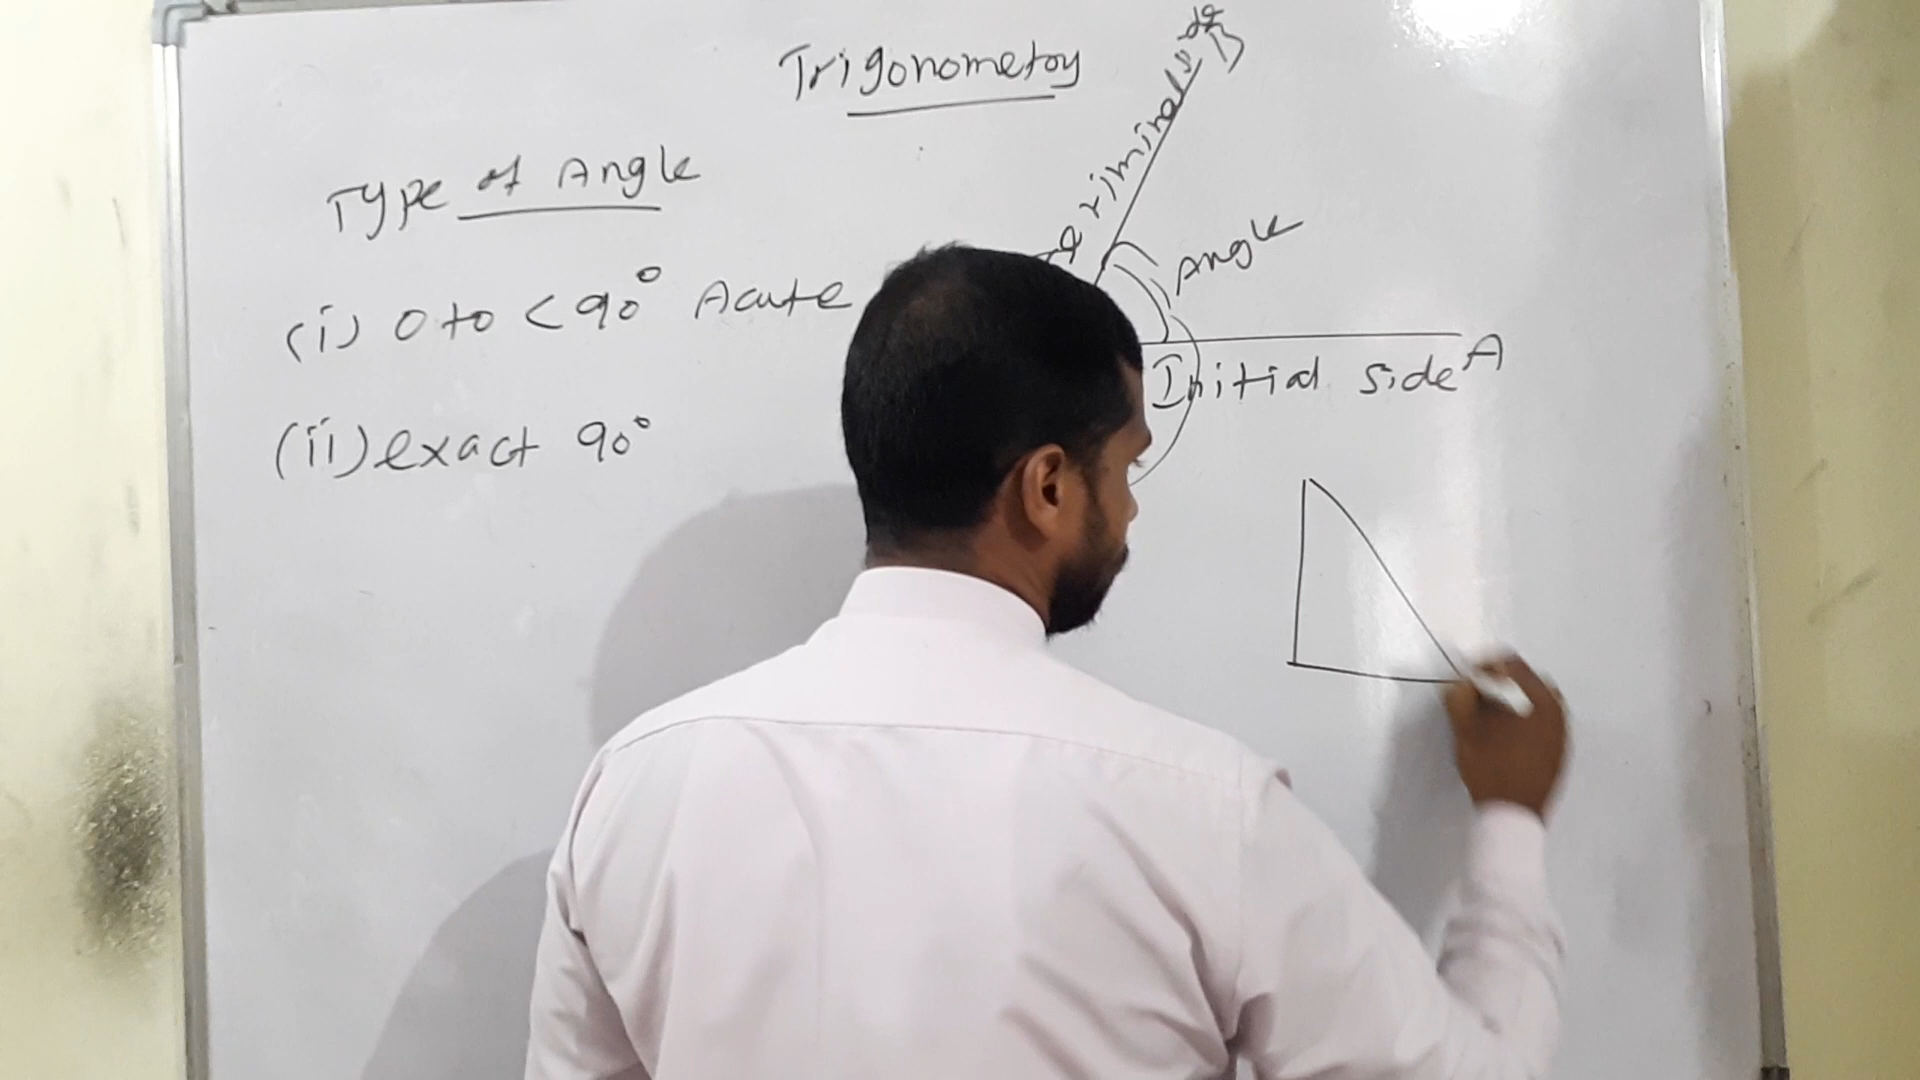 Trigonometry
Type of Angle
(i) 0 to < 90° Acute
(ii) exact 90°
B
Angle
Initial side A